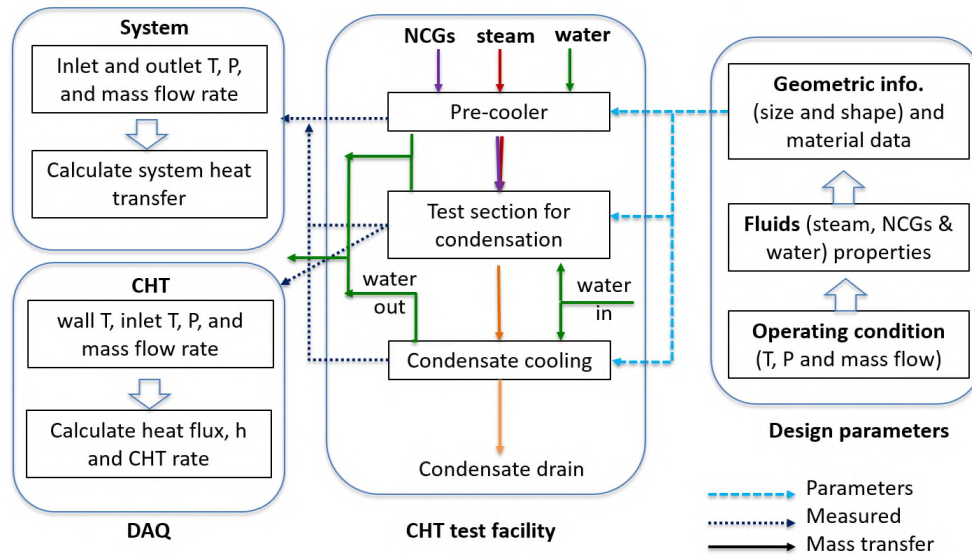 System
Inlet and outlet T, P,
and mass flow rate
Calculate system heat
transfer
CHT
wall T, inlet T, P, and
mass flow rate
Calculate heat flux, h
and CHT rate
DAQ
NCGs steam water
Pre-cooler
Test section for
condensation
water
out
water
in
Condensate cooling
Condensate drain
CHT test facility
Geometric info.
(size and shape) and
material data
Fluids (steam, NCGs &
water) properties
Operating condition
(T, P and mass flow)
Design parameters
Parameters
Measured
Mass transfer